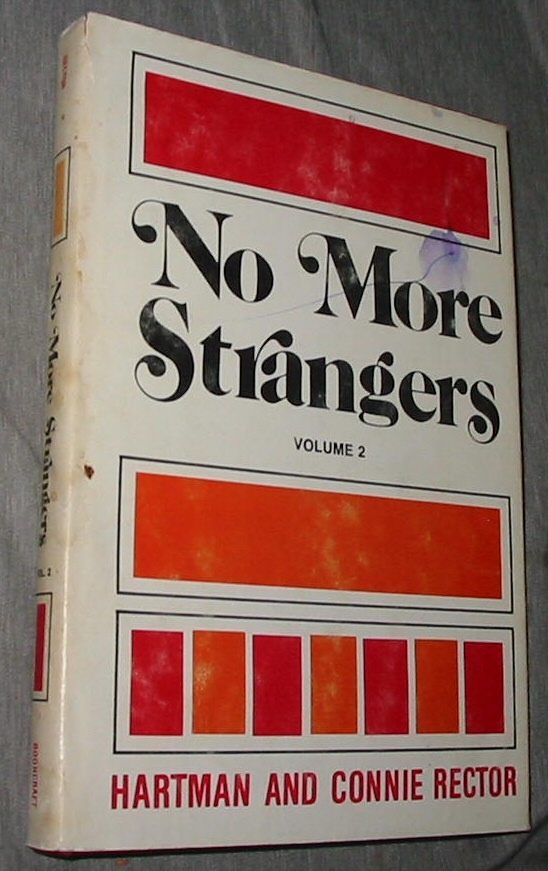 No More
Strangers
VOLUME 2
HARTMAN AND CONNIE RECTOR
No More Strangers
VOL. 2
BOOKCRAFT